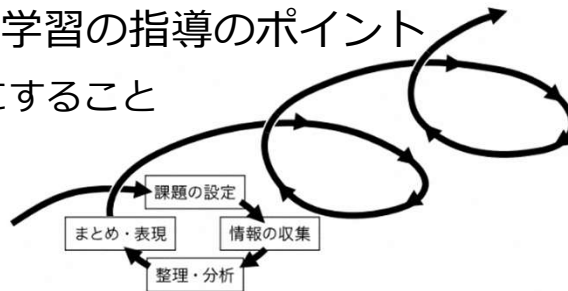 学習の指導のポイント
にすること
課題の設定
まとめ・表現
情報の収集
整理・分析